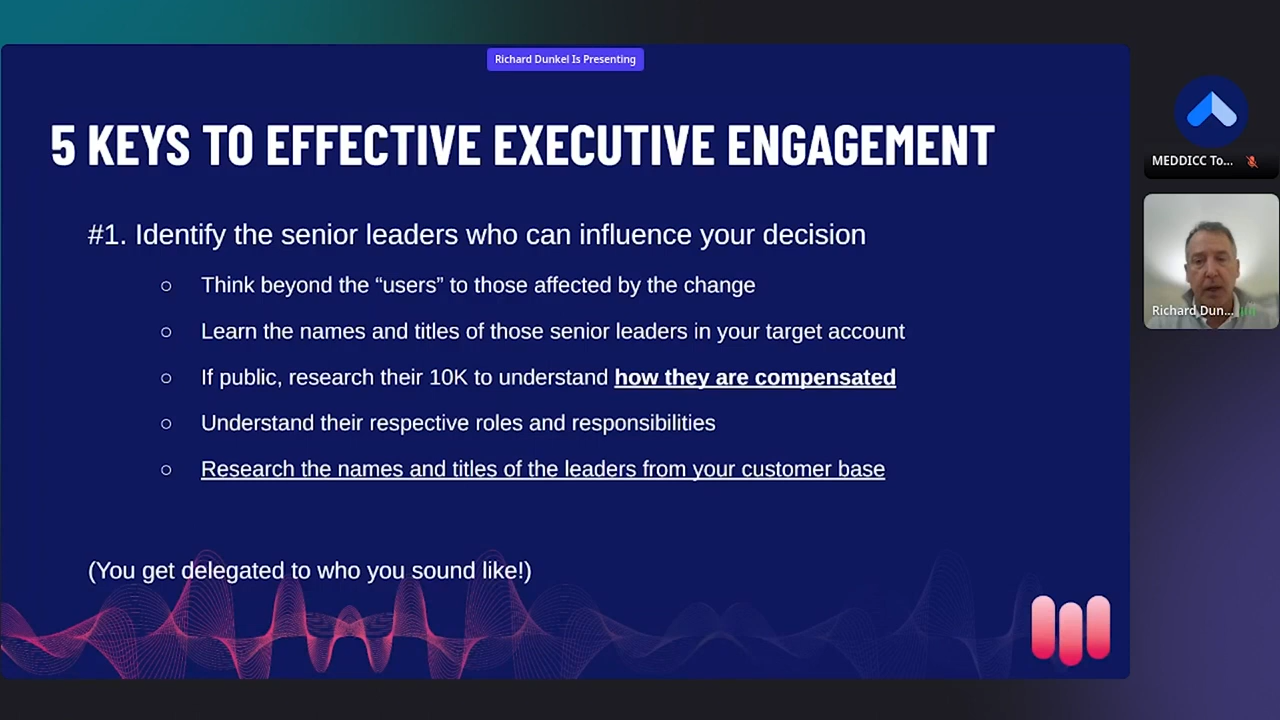 Richard Dunkel Is Presenting
5 KEYS TO EFFECTIVE EXECUTIVE ENGAGEMENT
#1. Identify the senior leaders who can influence your decision
○ Think beyond the “users” to those affected by the change
○ Learn the names and titles of those senior leaders in your target account
○ If public, research their 10K to understand how they are compensated
○ Understand their respective roles and responsibilities
○ Research the names and titles of the leaders from your customer base
(You get delegated to who you sound like!)
MEDDICC To...
Richard Dun...